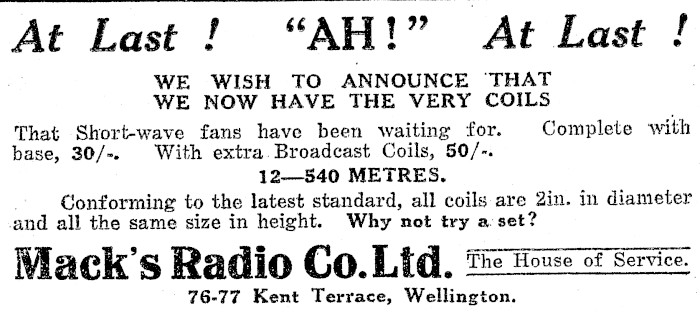 At Last ! “AH!” At Last !
WE WISH TO ANNOUNCE THAT
WE NOW HAVE THE VERY COILS
That Short-wave fans have been waiting for. Complete with
base, 30/-. With extra Broadcast Coils, 50/-.
12—540 METRES.
Conforming to the latest standard, all coils are 2in. in diameter
and all the same size in height. Why not try a set?
Mack's Radio Co. Ltd. The House of Service.
76-77 Kent Terrace, Wellington.